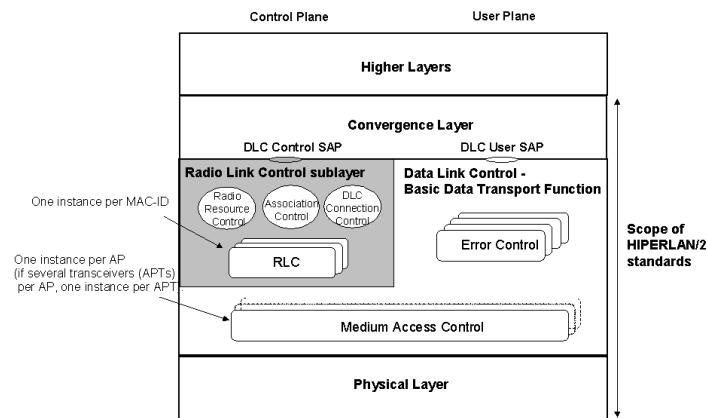 Control Plane
User Plane
Higher Layers
Convergence Layer
DLC Control SAP
DLC User SAP
Radio Link Control sublayer
Data Link Control -
Basic Data Transport Function
Radio
Resource
Control
Association
Control
DLC
Connection
Control
One instance per MAC-ID
RLC
Error Control
Scope of
HIPERLAN/2
standards
One instance per AP
(if several transceivers (APTs)
per AP, one instance per APT)
Medium Access Control
Physical Layer